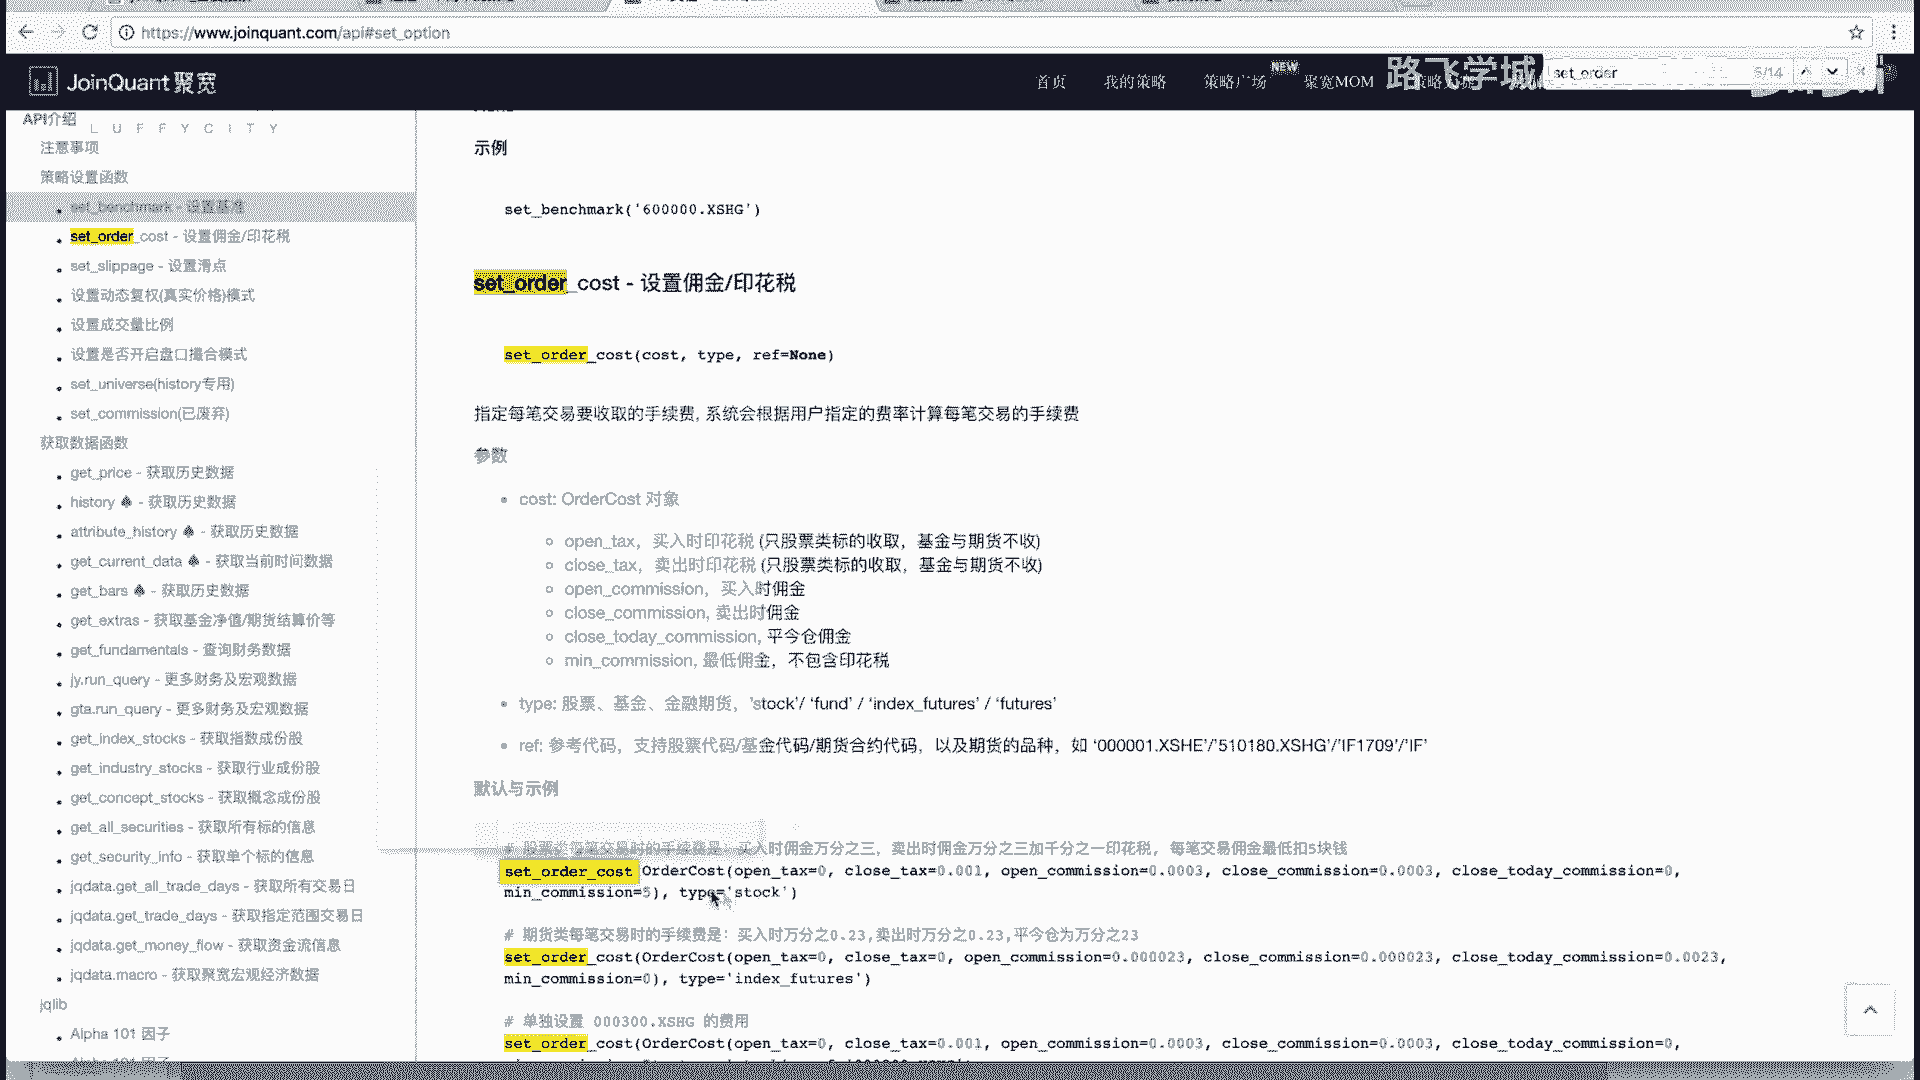 https://www.joinquant.com/api#set_option
JoinQuant 聚宽
首页
我的策略
策略广场
NEW
聚宽MOM
路飞学城
set_order
5/14
API介绍
LUFFYCITY
注意事项
策略设置函数
set_benchmark - 设置基准
set_order_cost - 设置佣金/印花税
set_slippage - 设置滑点
设置动态复权(真实价格)模式
设置成交量比例
设置是否开启盘口撮合模式
set_universe(history专用)
set_commission(已废弃)
获取数据函数
get_price - 获取历史数据
history ♠ - 获取历史数据
attribute_history ♠ - 获取历史数据
get_current_data ♠ - 获取当前时间数据
get_bars ♠ - 获取历史数据
get_extras - 获取基金净值/期货结算价等
get_fundamentals - 查询财务数据
jy.run_query - 更多财务及宏观数据
gta.run_query - 更多财务及宏观数据
get_index_stocks - 获取指数成份股
get_industry_stocks - 获取行业成份股
get_concept_stocks - 获取概念成份股
get_all_securities - 获取所有标的信息
get_security_info - 获取单个标的信息
jqdata.get_all_trade_days - 获取所有交易日
jqdata.get_trade_days - 获取指定范围交易日
jqdata.get_money_flow - 获取资金流信息
jqdata.macro - 获取聚宽宏观经济数据
jqlib
Alpha 101 因子
示例
set_benchmark('600000.XSHG')
set_order_cost - 设置佣金/印花税
set_order_cost(cost, type, ref=None)
指定每笔交易要收取的手续费, 系统会根据用户指定的费率计算每笔交易的手续费
参数
cost: OrderCost 对象
open_tax，买入时印花税 (只股票类标的收取，基金与期货不收)
close_tax，卖出时印花税 (只股票类标的收取，基金与期货不收)
open_commission，买入时佣金
close_commission, 卖出时佣金
close_today_commission, 平今仓佣金
min_commission, 最低佣金，不包含印花税
type: 股票、基金、金融期货，'stock'/ 'fund' / 'index_futures' / 'futures'
ref: 参考代码，支持股票代码/基金代码/期货合约代码，以及期货的品种，如 '000001.XSHE'/'510180.XSHG'/'IF1709'/'IF'
默认与示例
# 股票类每笔交易时的手续费是：买入时佣金万分之三，卖出时佣金万分之三加千分之一印花税, 每笔交易佣金最低扣5块钱
set_order_cost(OrderCost(open_tax=0, close_tax=0.001, open_commission=0.0003, close_commission=0.0003, close_today_commission=0,
min_commission=5), type='stock')
# 期货类每笔交易时的手续费是：买入时万分之0.23,卖出时万分之0.23,平今仓为万分之23
set_order_cost(OrderCost(open_tax=0, close_tax=0, open_commission=0.000023, close_commission=0.000023, close_today_commission=0.0023,
min_commission=0), type='index_futures')
# 单独设置 000300.XSHG 的费用
set_order_cost(OrderCost(open_tax=0, close_tax=0.001, open_commission=0.0003, close_commission=0.0003, close_today_commission=0,